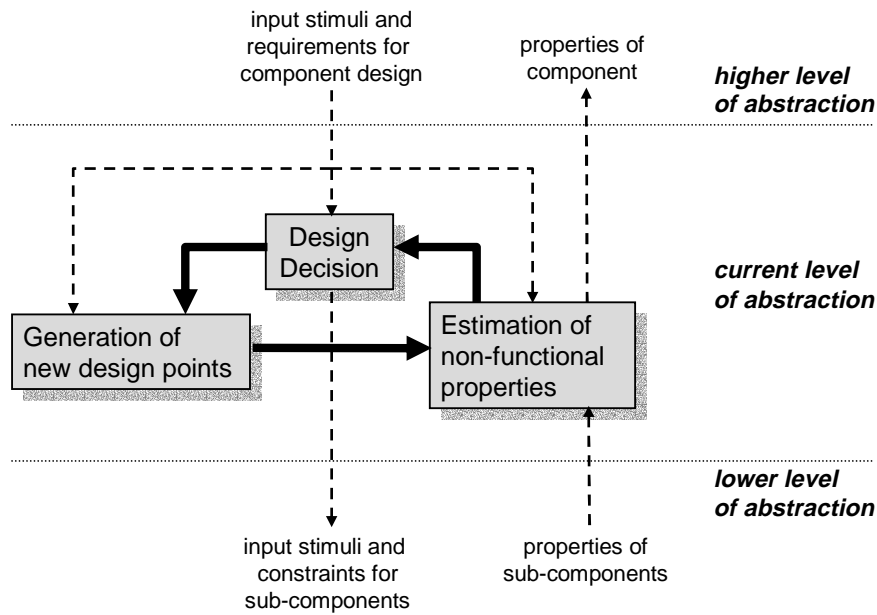 input stimuli and
requirements for
component design
properties of
component
higher level
of abstraction
Design
Decision
current level
of abstraction
Generation of
new design points
Estimation of
non-functional
properties
lower level
of abstraction
input stimuli and
constraints for
sub-components
properties of
sub-components